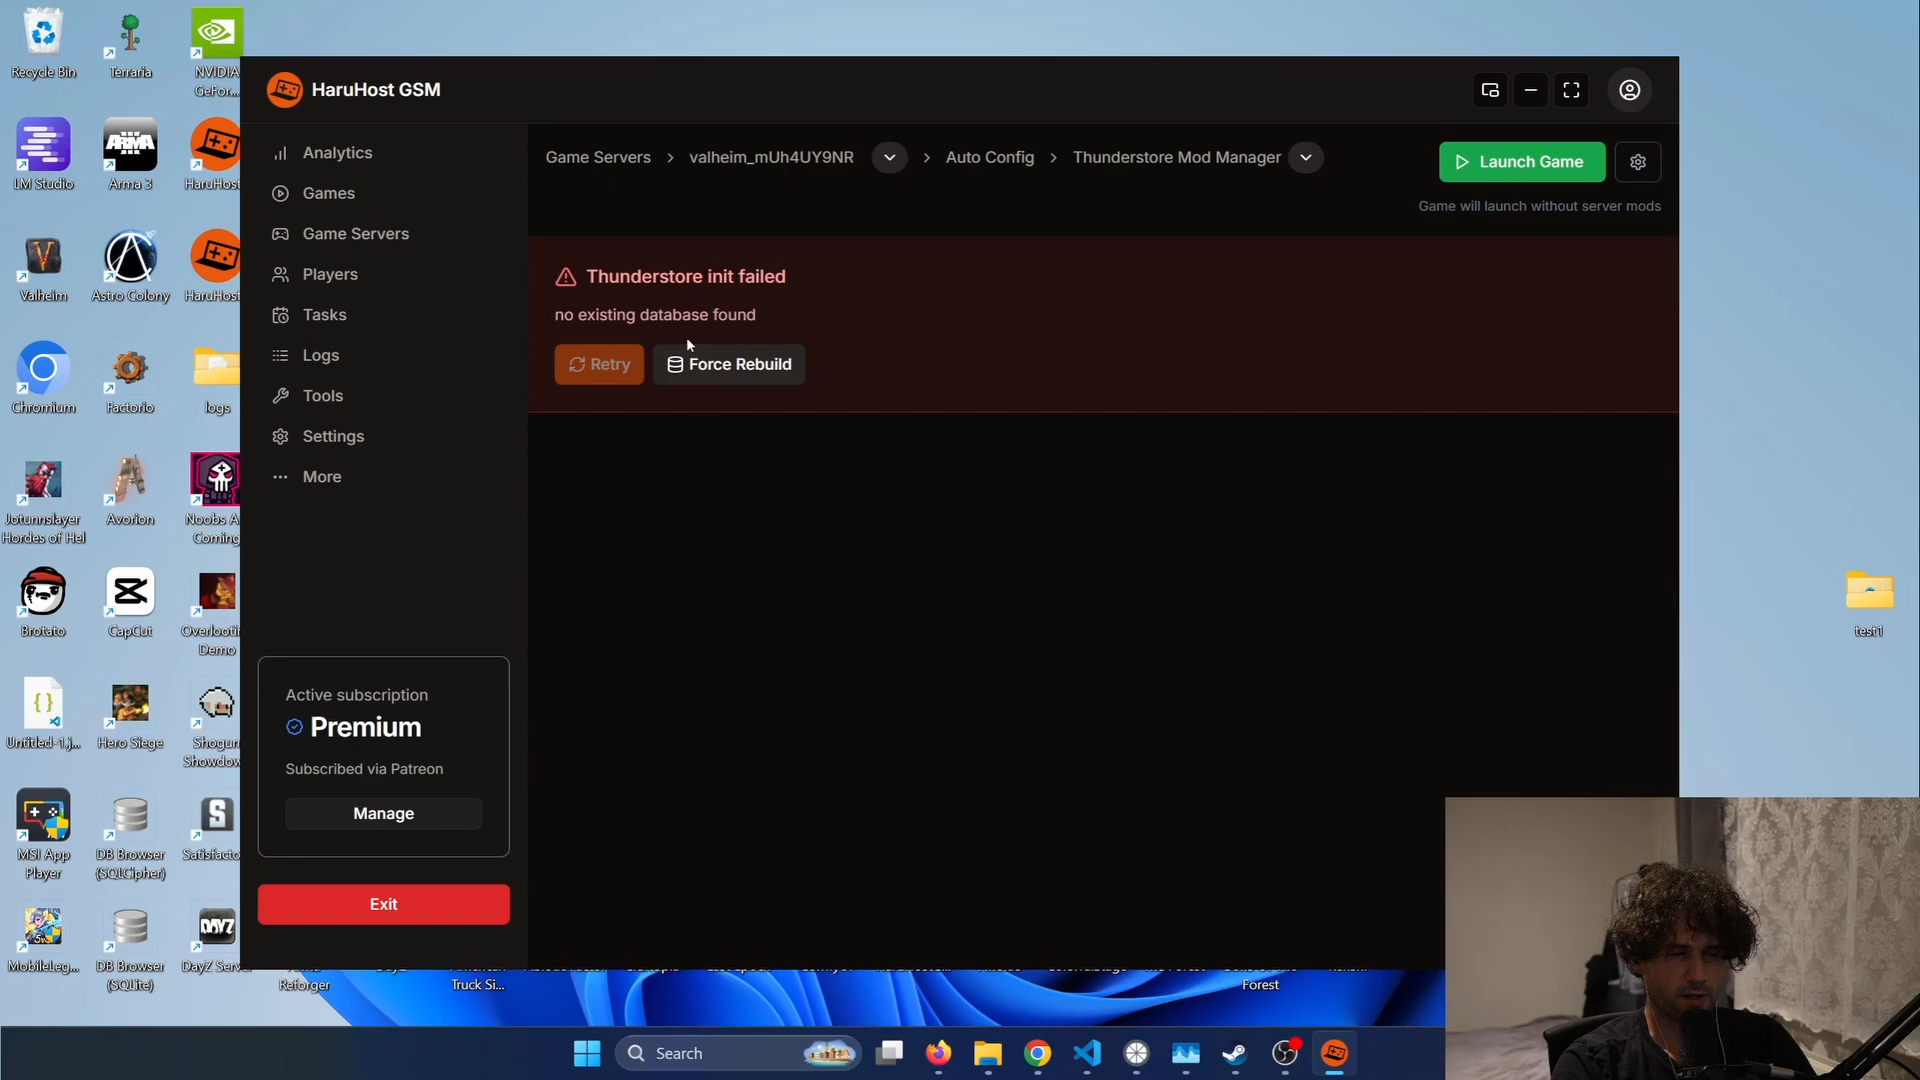 HaruHost GSM
Analytics
Games
Game Servers
Players
Tasks
Logs
Tools
Settings
More
Active subscription
Premium
Subscribed via Patreon
Manage
Exit
Game Servers
valheim_mUh4UY9NR
Auto Config
Thunderstore Mod Manager
Launch Game
Game will launch without server mods
Thunderstore init failed
no existing database found
Retry
Force Rebuild
Recycle Bin
Terraria
NVIDIA
GeFor...
LM Studio
ARMA
Arma 3
HaruHost
Valheim
Astro Colony
HaruHost
Chromium
Factorio
logs
Jotunnslayer
Hordes of Hel
Avorion
Noobs A
Coming
Brotato
CapCut
Overlootin
Demo
Untitled-1.j...
Hero Siege
Shogun
Showdow
MSI App
Player
DB Browser
(SQLCipher)
Satisfacto
MobileLeg...
DB Browser
(SQLite)
DAYZ
DayZ Serv
Reforger
Truck Si...
Forest
test1
Search